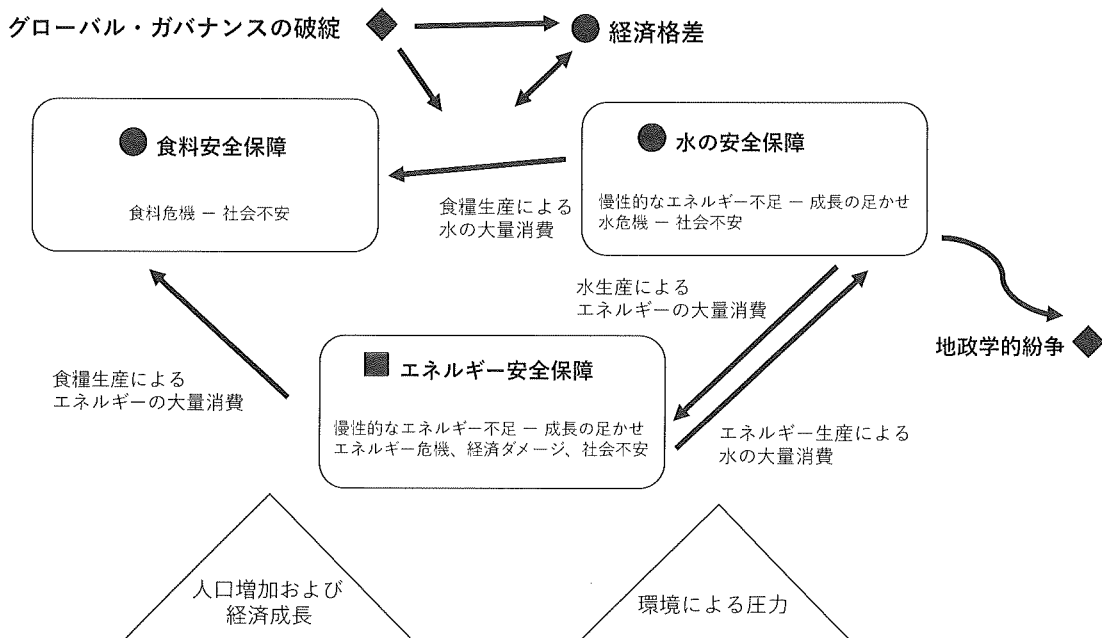 グローバル・ガバナンスの破綻
経済格差
食料安全保障
食料危機 ー 社会不安
水の安全保障
慢性的なエネルギー不足 ー 成長の足かせ
水危機 ー 社会不安
食糧生産による
水の大量消費
水生産による
エネルギーの大量消費
地政学的紛争
エネルギー安全保障
慢性的なエネルギー不足 ー 成長の足かせ
エネルギー危機、経済ダメージ、社会不安
食糧生産による
エネルギーの大量消費
エネルギー生産による
水の大量消費
人口増加および
経済成長
環境による圧力